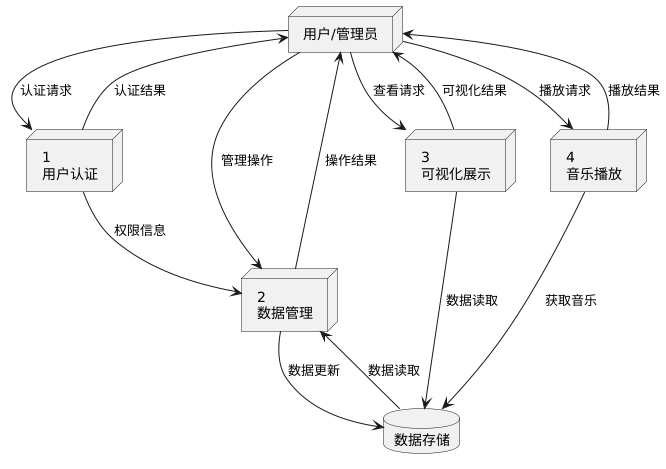 用户/管理员
认证请求
认证结果
查看请求
可视化结果
播放请求
播放结果
1
用户认证
管理操作
操作结果
3
可视化展示
4
音乐播放
权限信息
2
数据管理
数据读取
获取音乐
数据更新
数据读取
数据存储